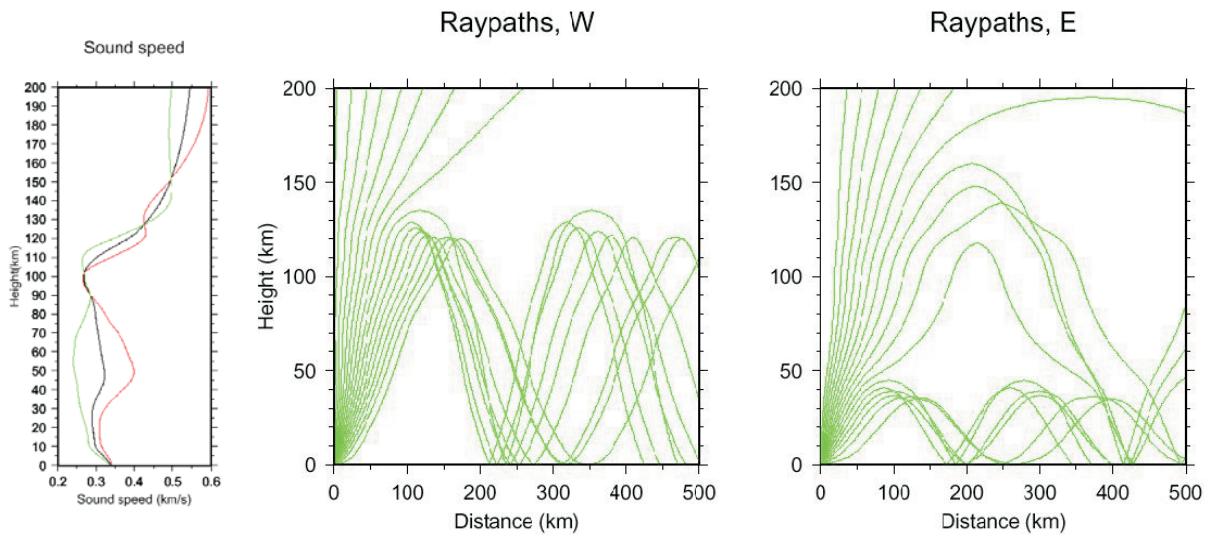 Raypaths, W
Raypaths, E
Sound speed
200
190
180
170
160
150
140
130
120
110
100
90
80
70
60
50
40
30
20
10
0
Height(km)
0.2 0.3 0.4 0.5 0.6
Sound speed (km/s)
200
150
100
50
0
Height (km)
0 100 200 300 400 500
Distance (km)
200
150
100
50
0
0 100 200 300 400 500
Distance (km)